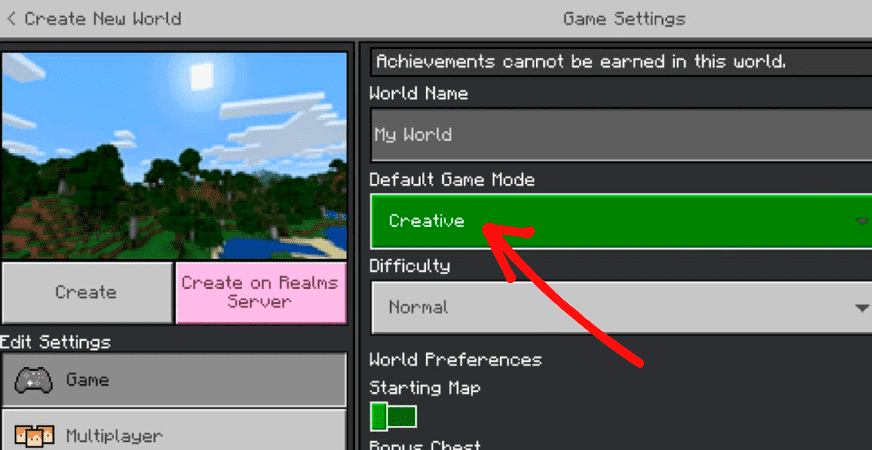 < Create New World
Game Settings
Achievements cannot be earned in this world.
World Name
My World
Default Game Mode
Creative
Difficulty
Normal
World Preferences
Starting Map
Bonus Chest
Create
Create on Realms
Server
Edit Settings
Game
Multiplayer